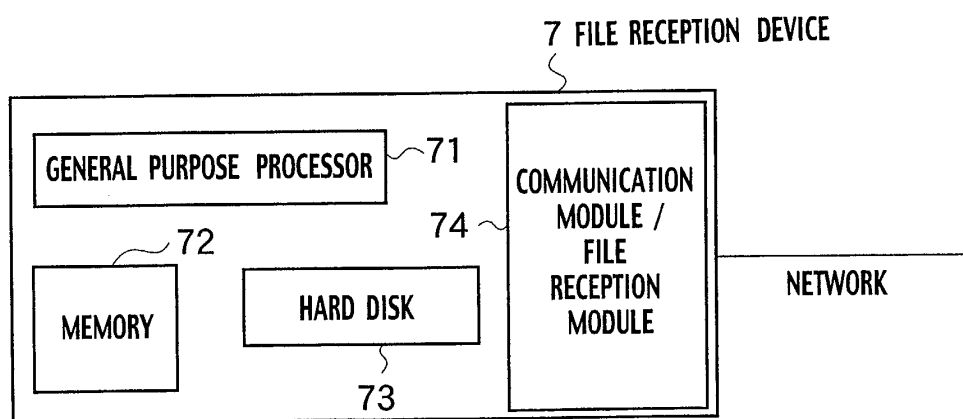 7 FILE RECEPTION DEVICE
GENERAL PURPOSE PROCESSOR
71
COMMUNICATION
MODULE /
FILE
RECEPTION
MODULE
74
72
MEMORY
HARD DISK
73
NETWORK